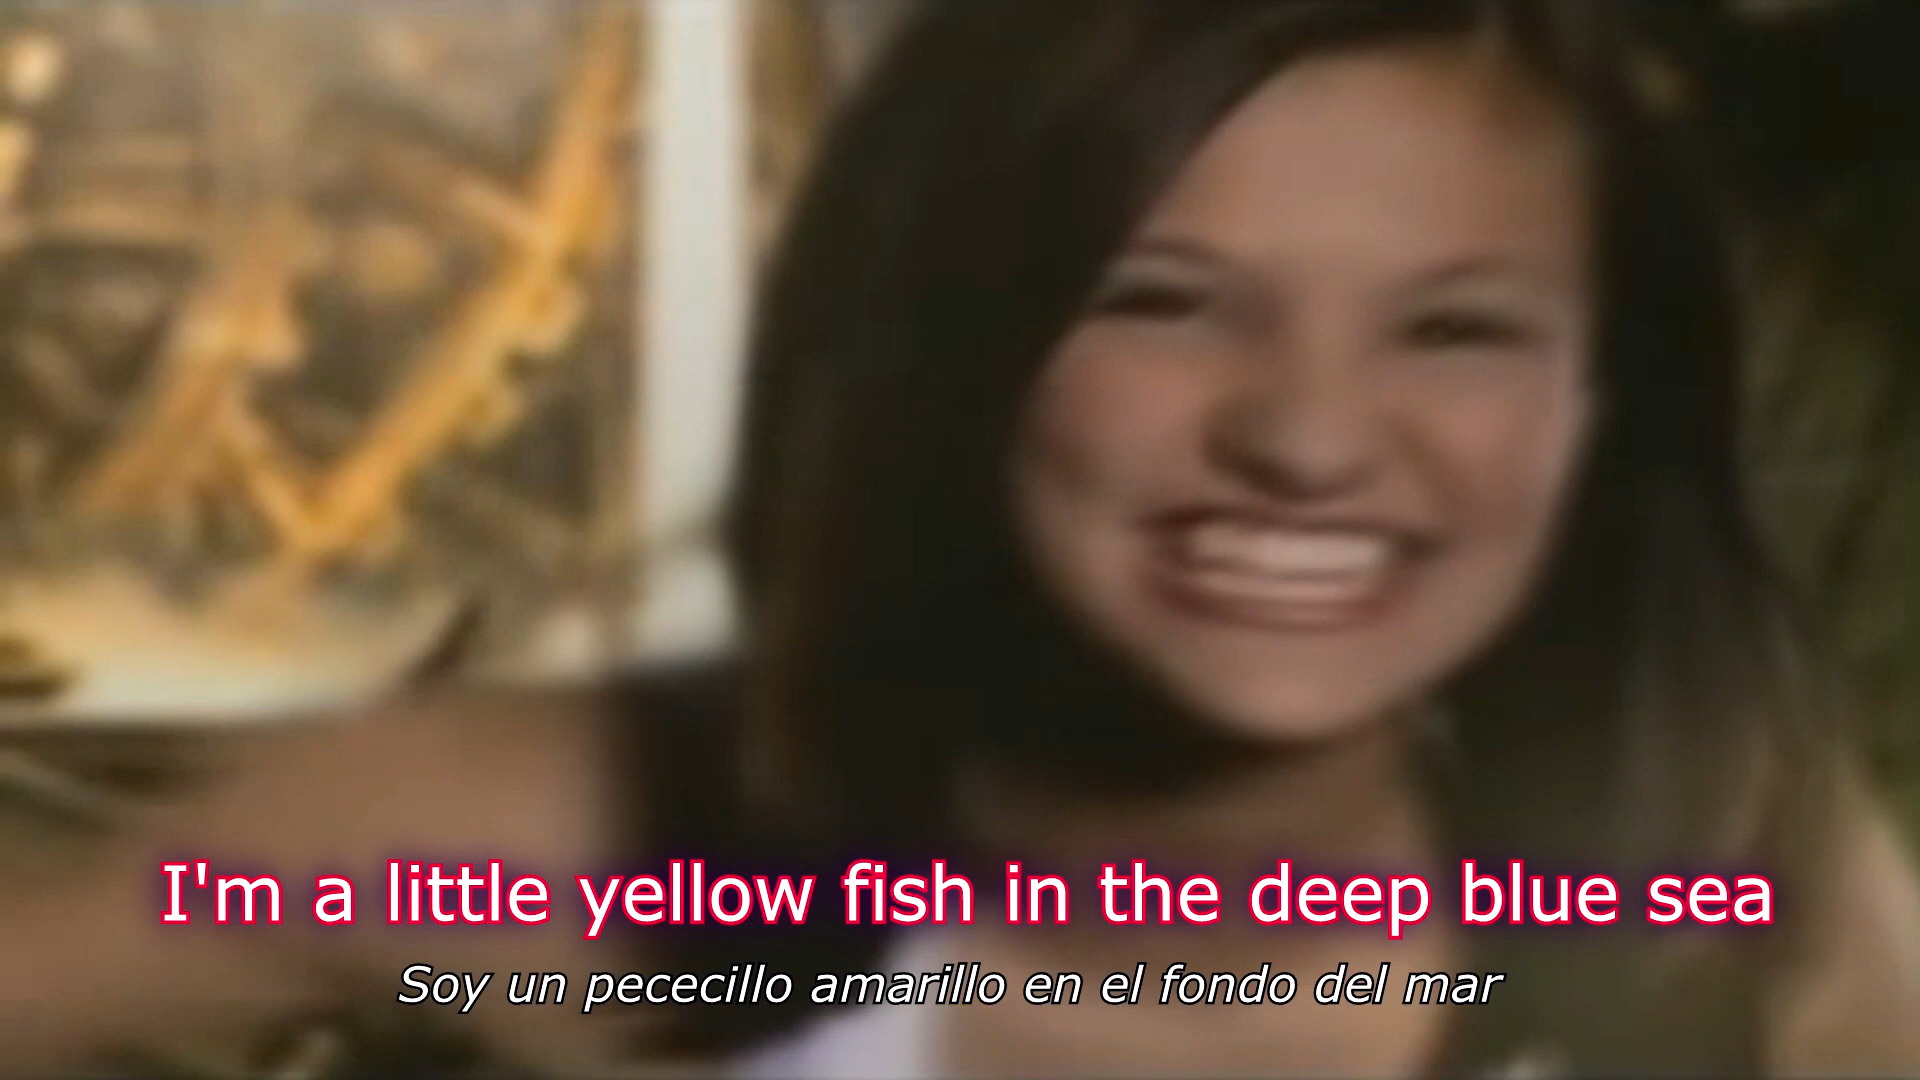 I'm a little yellow fish in the deep blue sea
Soy un pececillo amarillo en el fondo del mar